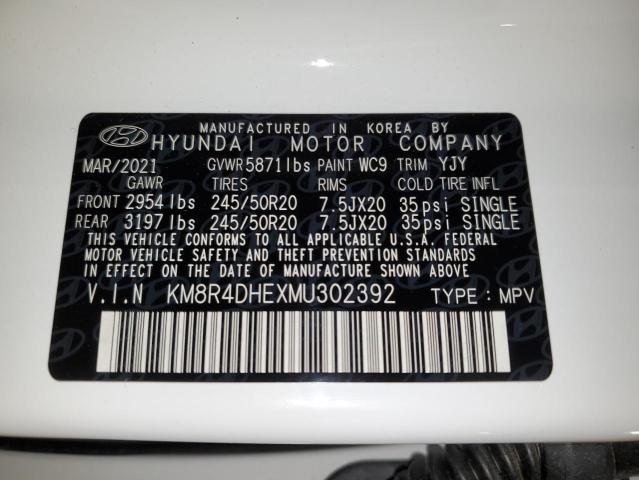 MANUFACTURED IN KOREA BY
HYUNDAI MOTOR COMPANY
MAR/2021 GVWR 5871lbs PAINT WC9 TRIM YJY
GAWR TIRES RIMS COLD TIRE INFL
FRONT 2954 lbs 245/50R20 7.5JX20 35psi SINGLE
REAR 3197 lbs 245/50R20 7.5JX20 35psi SINGLE
THIS VEHICLE CONFORMS TO ALL APPLICABLE U.S.A. FEDERAL
MOTOR VEHICLE SAFETY AND THEFT PREVENTION STANDARDS
IN EFFECT ON THE DATE OF MANUFACTURE SHOWN ABOVE
V.I.N KM8R4DHEXMU302392 TYPE : MPV